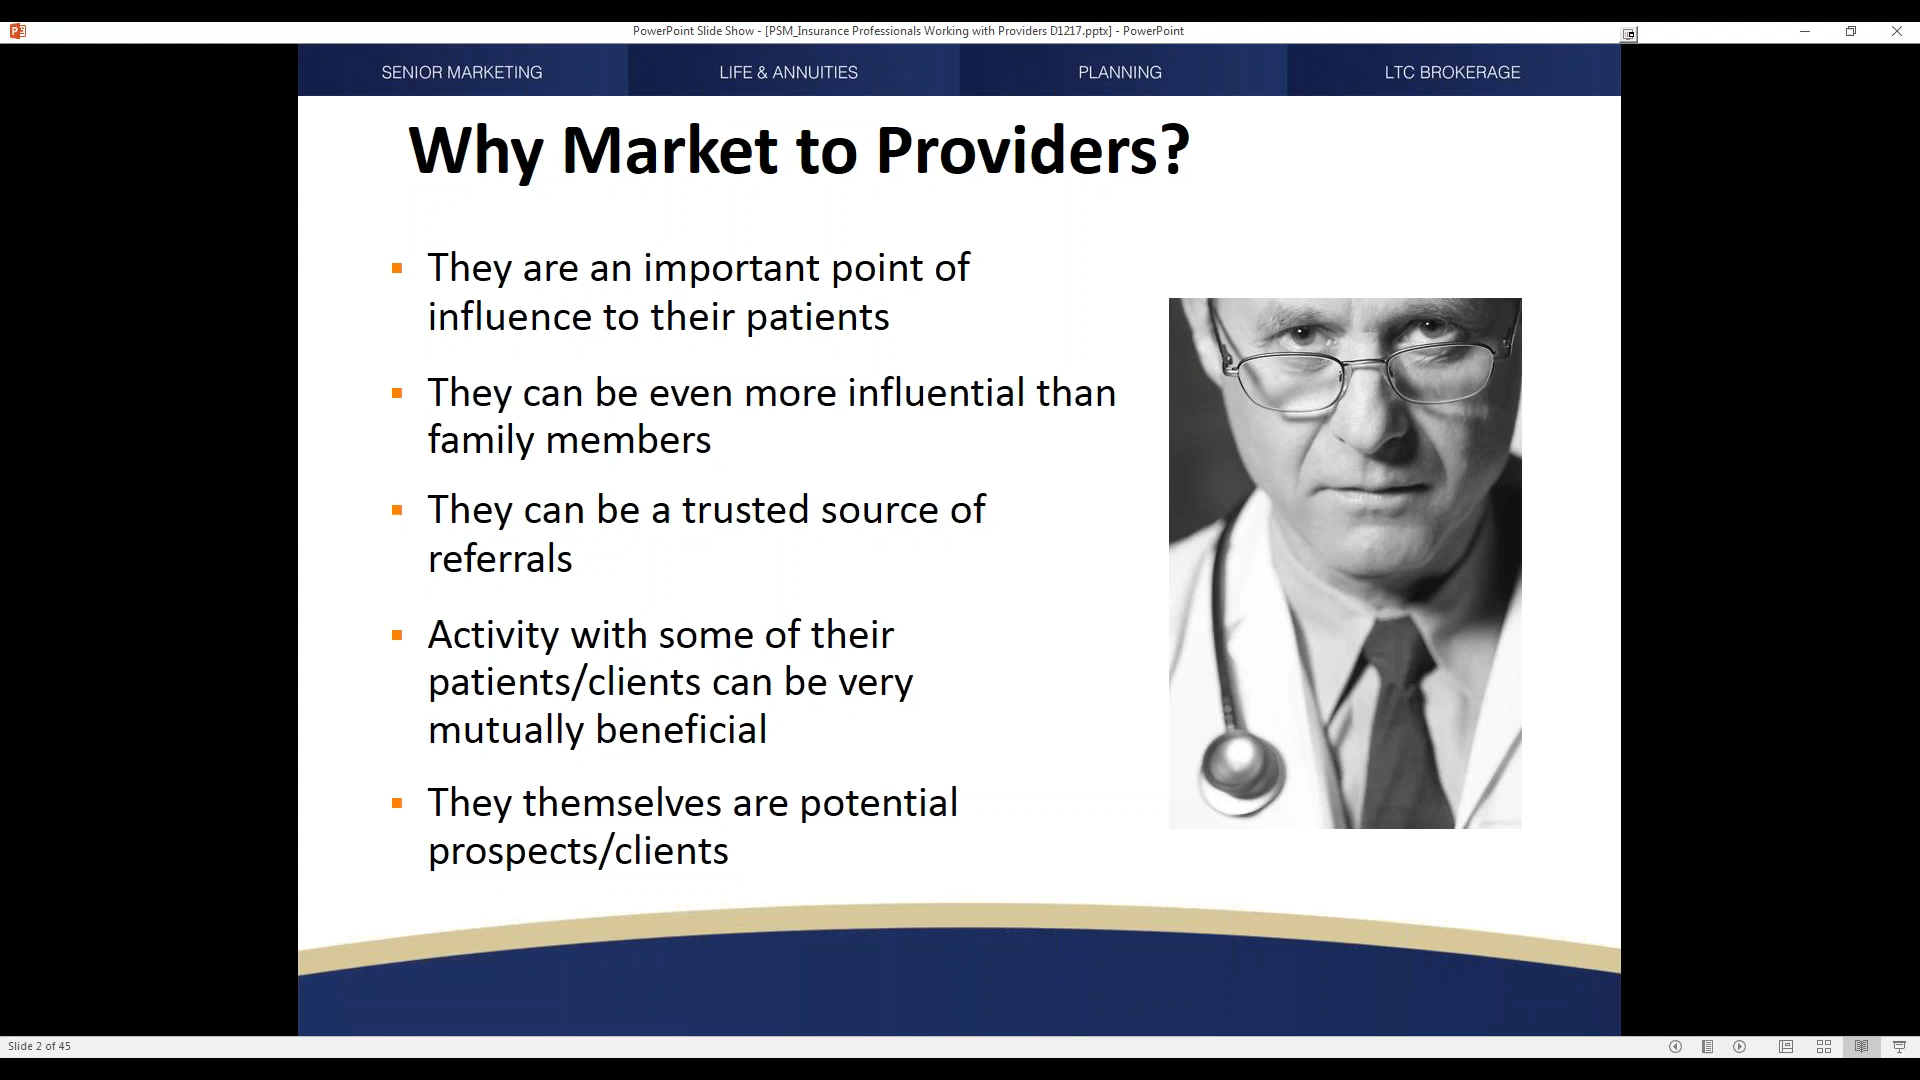 PowerPoint Slide Show - [PSM_Insurance Professionals Working with Providers D1217.pptx] - PowerPoint
SENIOR MARKETING
LIFE & ANNUITIES
PLANNING
LTC BROKERAGE
Why Market to Providers?
They are an important point of
influence to their patients
They can be even more influential than
family members
They can be a trusted source of
referrals
Activity with some of their
patients/clients can be very
mutually beneficial
They themselves are potential
prospects/clients
Slide 2 of 45